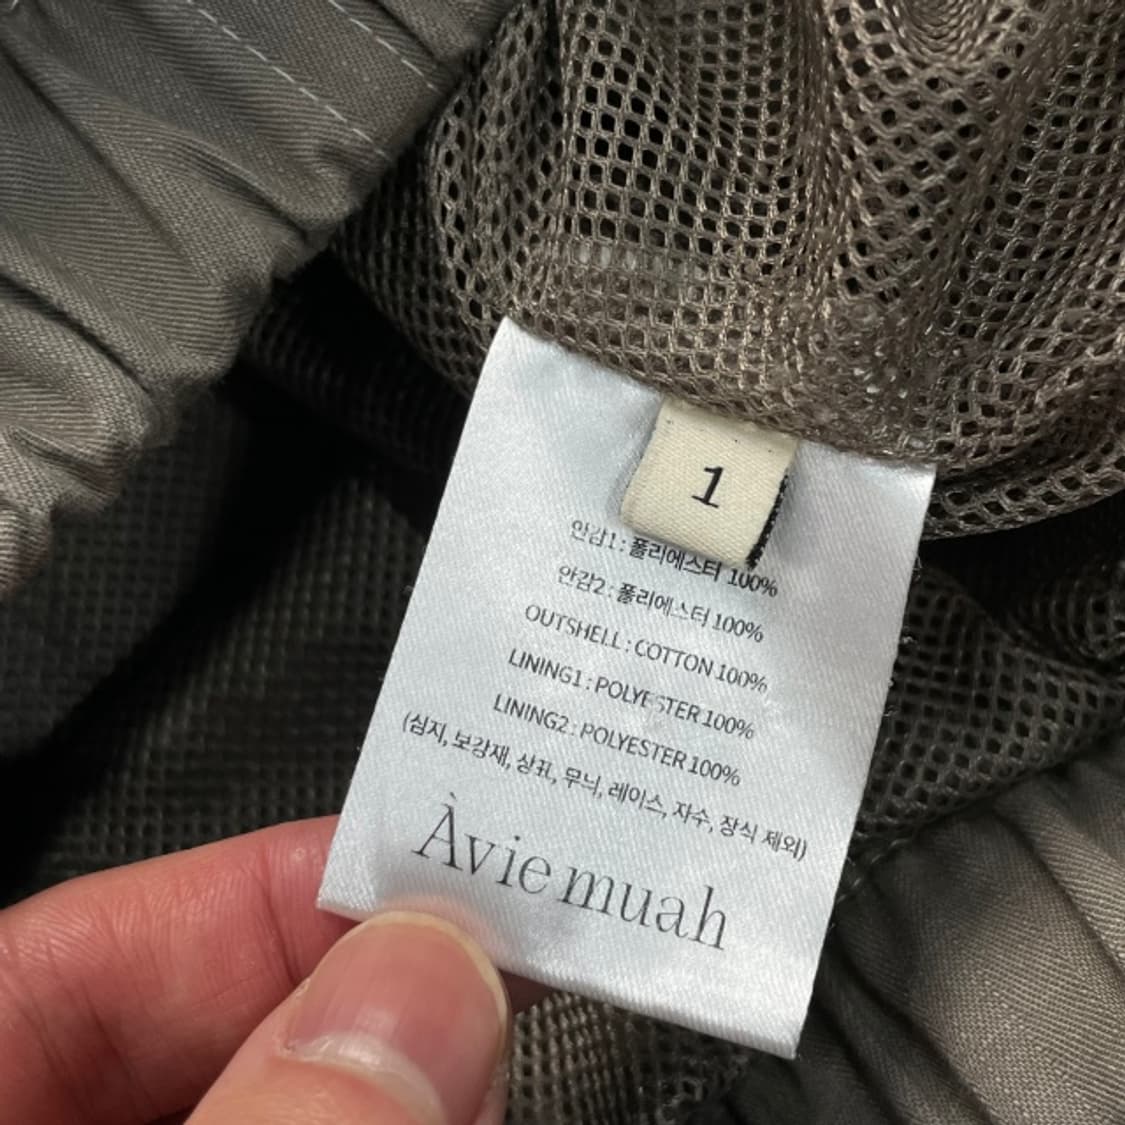 1
안감1 : 폴리에스터 100%
안감2 : 폴리에스터 100%
OUTSHELL : COTTON 100%
LINING1 : POLYESTER 100%
LINING2 : POLYESTER 100%
(심지, 보강재, 상표, 무늬, 레이스, 자수, 장식 제외)
Àvie muah